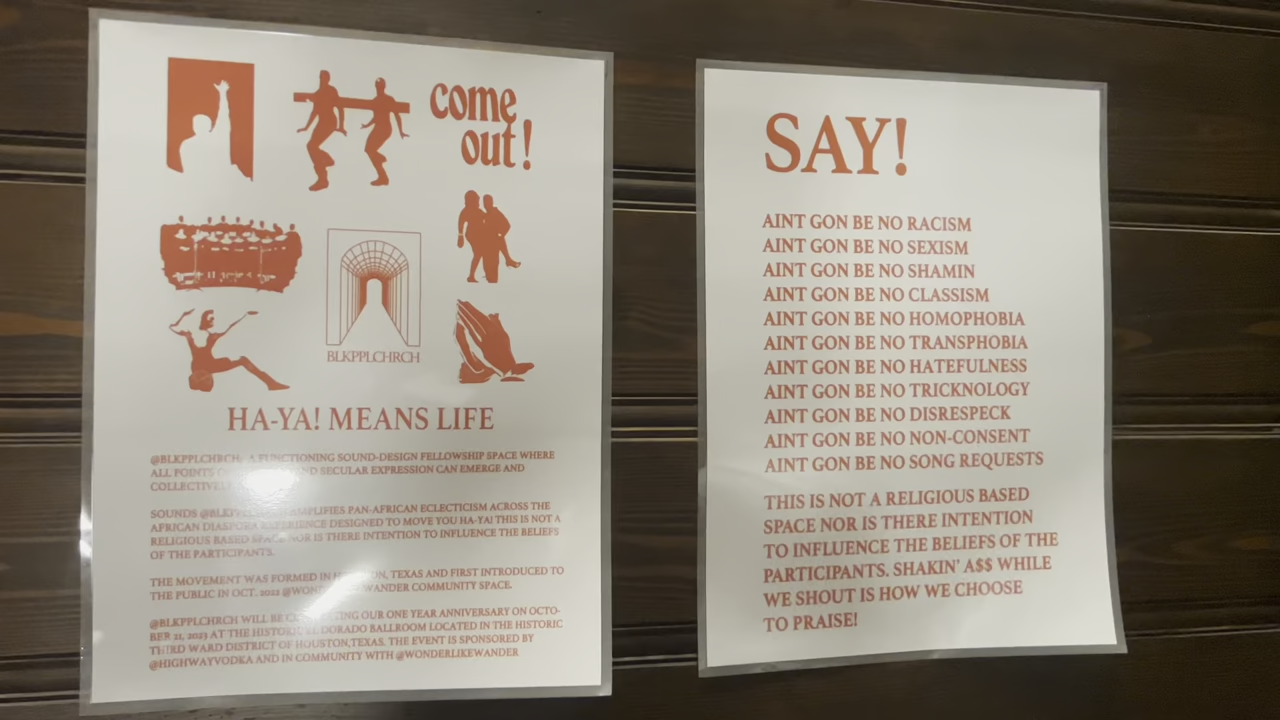 come
out!
BLKPPLCHRCH
HA-YA! MEANS LIFE
@BLKPPLCHRCH: A FUNCTIONING SOUND-DESIGN FELLOWSHIP SPACE WHERE
ALL POINTS AND SECULAR EXPRESSION CAN EMERGE AND
COLLECTIVELY
SOUNDS AMPLIFIES PAN-AFRICAN ECLECTICISM ACROSS THE
AFRICAN DIASPORA EXPERIENCE DESIGNED TO MOVE YOU HA-YA! THIS IS NOT A
RELIGIOUS BASED SPACE NOR IS THERE INTENTION TO INFLUENCE THE BELIEFS
OF THE PARTICIPANTS.
THE MOVEMENT WAS FORMED IN HOUSTON, TEXAS AND FIRST INTRODUCED TO
THE PUBLIC IN OCT. 2022 @WONDERLIKEWANDER COMMUNITY SPACE.
@BLKPPLCHRCH WILL BE CELEBRATING OUR ONE YEAR ANNIVERSARY ON OCTO-
BER 21, 2023 AT THE HISTORIC EL DORADO BALLROOM LOCATED IN THE HISTORIC
THIRD WARD DISTRICT OF HOUSTON,TEXAS. THE EVENT IS SPONSORED BY
@HIGHWAYVODKA AND IN COMMUNITY WITH @WONDERLIKEWANDER
SAY!
AINT GON BE NO RACISM
AINT GON BE NO SEXISM
AINT GON BE NO SHAMIN
AINT GON BE NO CLASSISM
AINT GON BE NO HOMOPHOBIA
AINT GON BE NO TRANSPHOBIA
AINT GON BE NO HATEFULNESS
AINT GON BE NO TRICKNOLOGY
AINT GON BE NO DISRESPECK
AINT GON BE NO NON-CONSENT
AINT GON BE NO SONG REQUESTS
THIS IS NOT A RELIGIOUS BASED
SPACE NOR IS THERE INTENTION
TO INFLUENCE THE BELIEFS OF THE
PARTICIPANTS. SHAKIN' A$$ WHILE
WE SHOUT IS HOW WE CHOOSE
TO PRAISE!